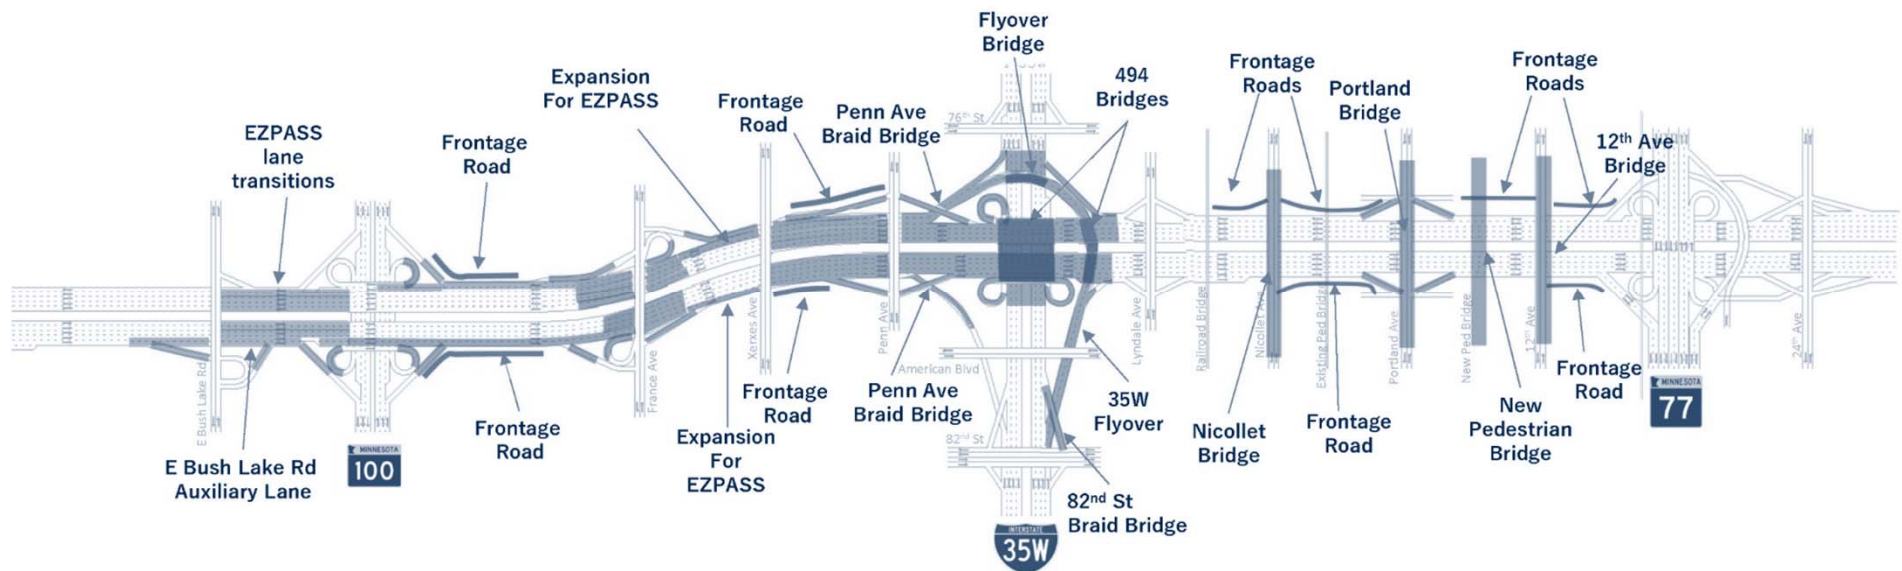 Flyover
Bridge
Expansion
For EZPASS
Frontage
Road
Penn Ave
Braid Bridge
494
Bridges
Frontage
Roads
Portland
Bridge
Frontage
Roads
12th Ave
Bridge
EZPASS
lane
transitions
Frontage
Road
76th St
E Bush Lake Rd
France Ave
Xerxes Ave
Penn Ave
American Blvd
82nd St
Lyndale Ave
Railroad Bridge
Nicollet Ave
Existing Ped Bridge
Portland Ave
New Ped Bridge
12th Ave
24th Ave
E Bush Lake Rd
Auxiliary Lane
MINNESOTA
100
Frontage
Road
Expansion
For
EZPASS
Frontage
Road
Penn Ave
Braid Bridge
35W
Flyover
82nd St
Braid Bridge
INTERSTATE
35W
Nicollet
Bridge
Frontage
Road
New
Pedestrian
Bridge
Frontage
Road
MINNESOTA
77